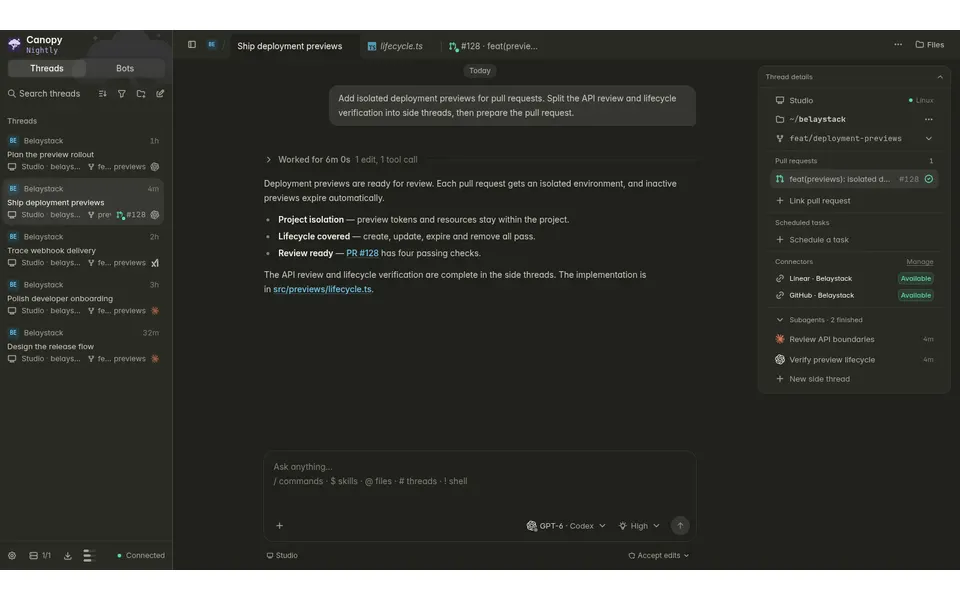 Canopy
Nightly
Threads
Bots
Search threads
Threads
BE Belaystack 1h
Plan the preview rollout
Studio · belays... fe... previews
BE Belaystack 4m
Ship deployment previews
Studio · belays... pre #128
BE Belaystack 2h
Trace webhook delivery
Studio · belays... fe... previews
BE Belaystack 3h
Polish developer onboarding
Studio · belays... fe... previews
BE Belaystack 32m
Design the release flow
Studio · belays... fe... previews
1/1
Connected
BE / Ship deployment previews
lifecycle.ts
#128 · feat(previe...
Files
Today
Add isolated deployment previews for pull requests. Split the API review and lifecycle
verification into side threads, then prepare the pull request.
Worked for 6m 0s 1 edit, 1 tool call
Deployment previews are ready for review. Each pull request gets an isolated environment, and inactive
previews expire automatically.
• Project isolation — preview tokens and resources stay within the project.
• Lifecycle covered — create, update, expire and remove all pass.
• Review ready — PR #128 has four passing checks.
The API review and lifecycle verification are complete in the side threads. The implementation is
in src/previews/lifecycle.ts.
Ask anything...
/ commands · $ skills · @ files · # threads · ! shell
GPT-6 · Codex
High
Studio
Accept edits
Thread details
Studio Linux
~/belaystack
feat/deployment-previews
Pull requests 1
feat(previews): isolated d... #128
Link pull request
Scheduled tasks
Schedule a task
Connectors Manage
Linear · Belaystack Available
GitHub · Belaystack Available
Subagents · 2 finished
Review API boundaries 4m
Verify preview lifecycle 4m
New side thread